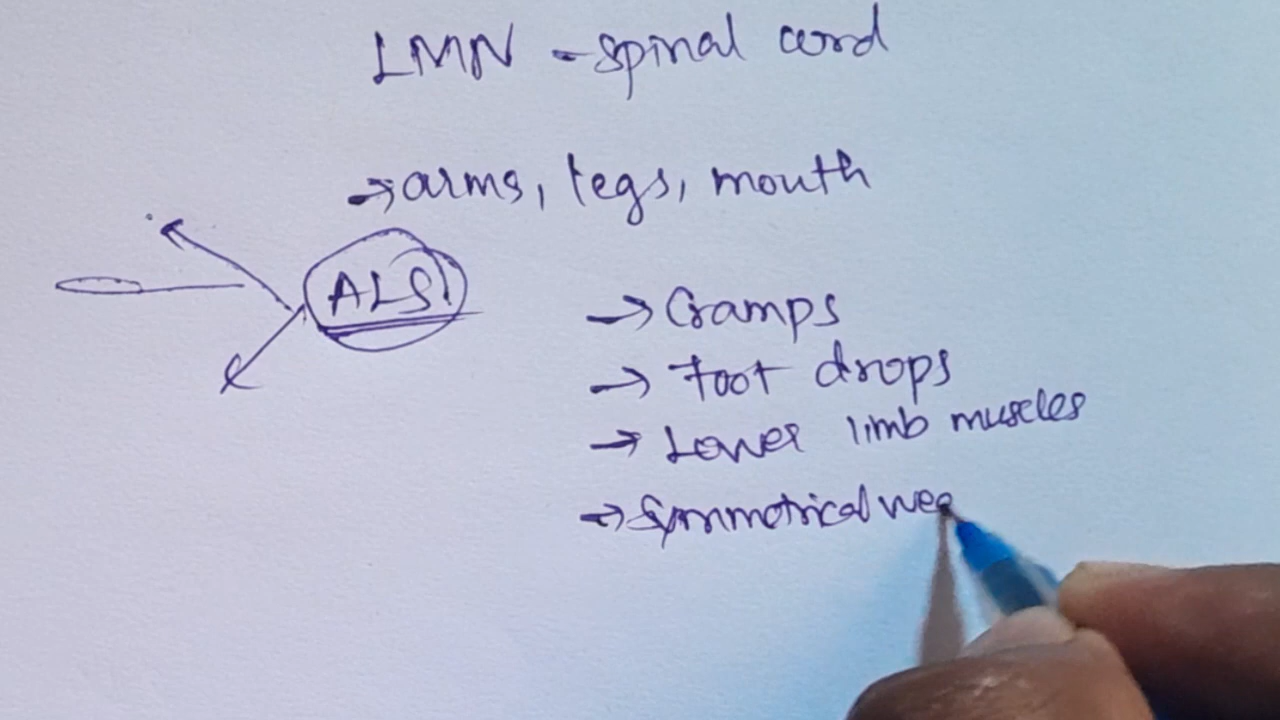 LMN - spinal cord
→ arms, legs, mouth
ALS
→ Cramps
→ Foot drops
→ Lower limb muscles
→ Symmetrical wea